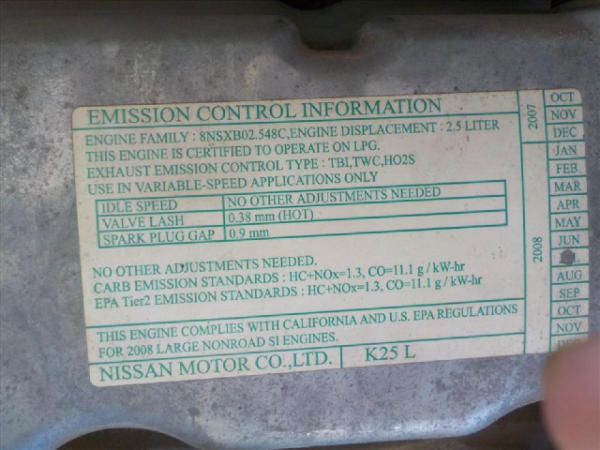 EMISSION CONTROL INFORMATION
ENGINE FAMILY : 8NSXB02.548C,ENGINE DISPLACEMENT : 2.5 LITER
THIS ENGINE IS CERTIFIED TO OPERATE ON LPG.
EXHAUST EMISSION CONTROL TYPE : TBI,TWC,HO2S
USE IN VARIABLE-SPEED APPLICATIONS ONLY
IDLE SPEED NO OTHER ADJUSTMENTS NEEDED
VALVE LASH 0.38 mm (HOT)
SPARK PLUG GAP 0.9 mm
NO OTHER ADJUSTMENTS NEEDED.
CARB EMISSION STANDARDS : HC+NOx=1.3, CO=11.1 g / kW-hr
EPA Tier2 EMISSION STANDARDS : HC+NOx=1.3, CO=11.1 g / kW-hr
THIS ENGINE COMPLIES WITH CALIFORNIA AND U.S. EPA REGULATIONS
FOR 2008 LARGE NONROAD SI ENGINES.
NISSAN MOTOR CO.,LTD. K25 L
2007
OCT
NOV
DEC
2008
JAN
FEB
MAR
APR
MAY
JUN
AUG
SEP
OCT
NOV